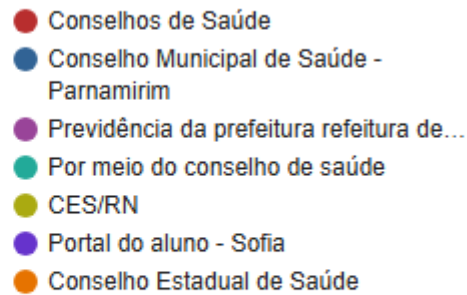 Conselhos de Saúde
Conselho Municipal de Saúde -
Parnamirim
Previdência da prefeitura refeitura de...
Por meio do conselho de saúde
CES/RN
Portal do aluno - Sofia
Conselho Estadual de Saúde